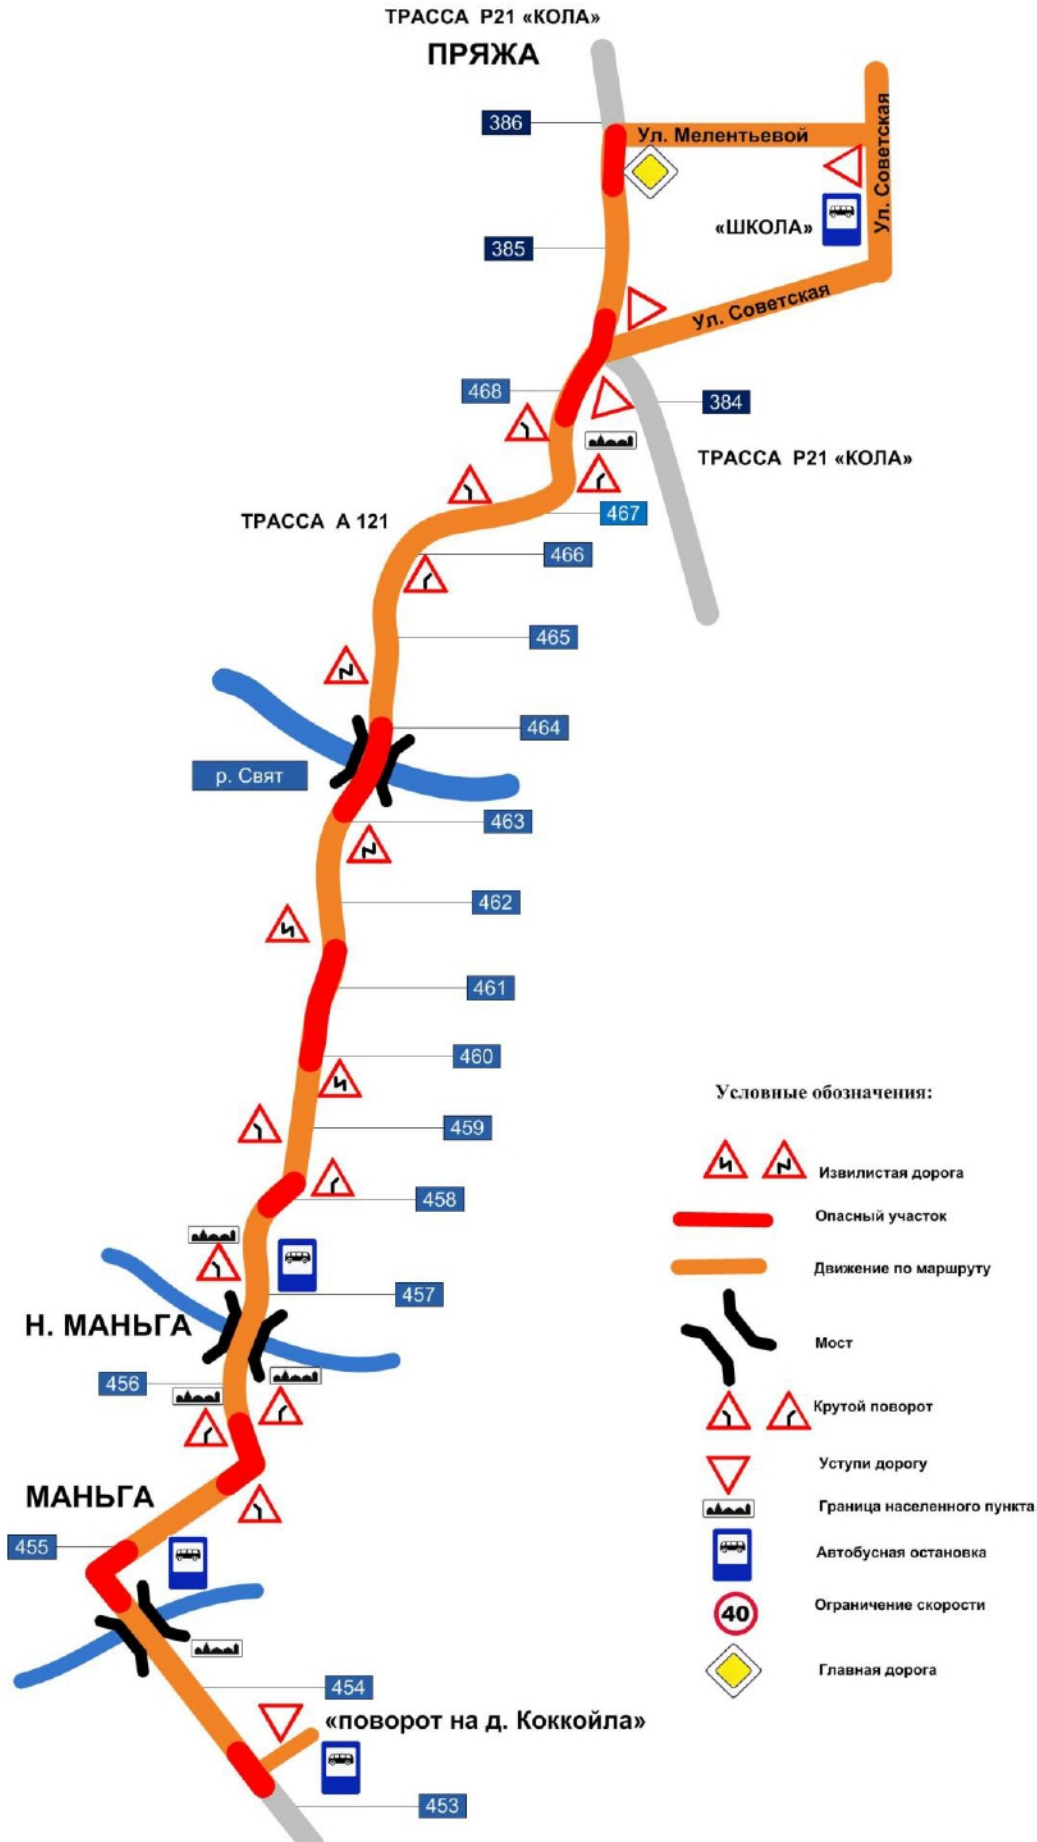 ТРАССА Р21 «КОЛА»
ПРЯЖА
386
Ул. Мелентьевой
Ул. Советская
«ШКОЛА»
385
Ул. Советская
468
384
ТРАССА Р21 «КОЛА»
467
ТРАССА А 121
466
465
464
р. Свят
463
462
461
460
Условные обозначения:
459
Извилистая дорога
458
Опасный участок
Движение по маршруту
457
Н. МАНЬГА
Мост
456
Крутой поворот
Уступи дорогу
МАНЬГА
Граница населенного пункта
455
Автобусная остановка
40
Ограничение скорости
Главная дорога
454
«поворот на д. Коккойла»
453